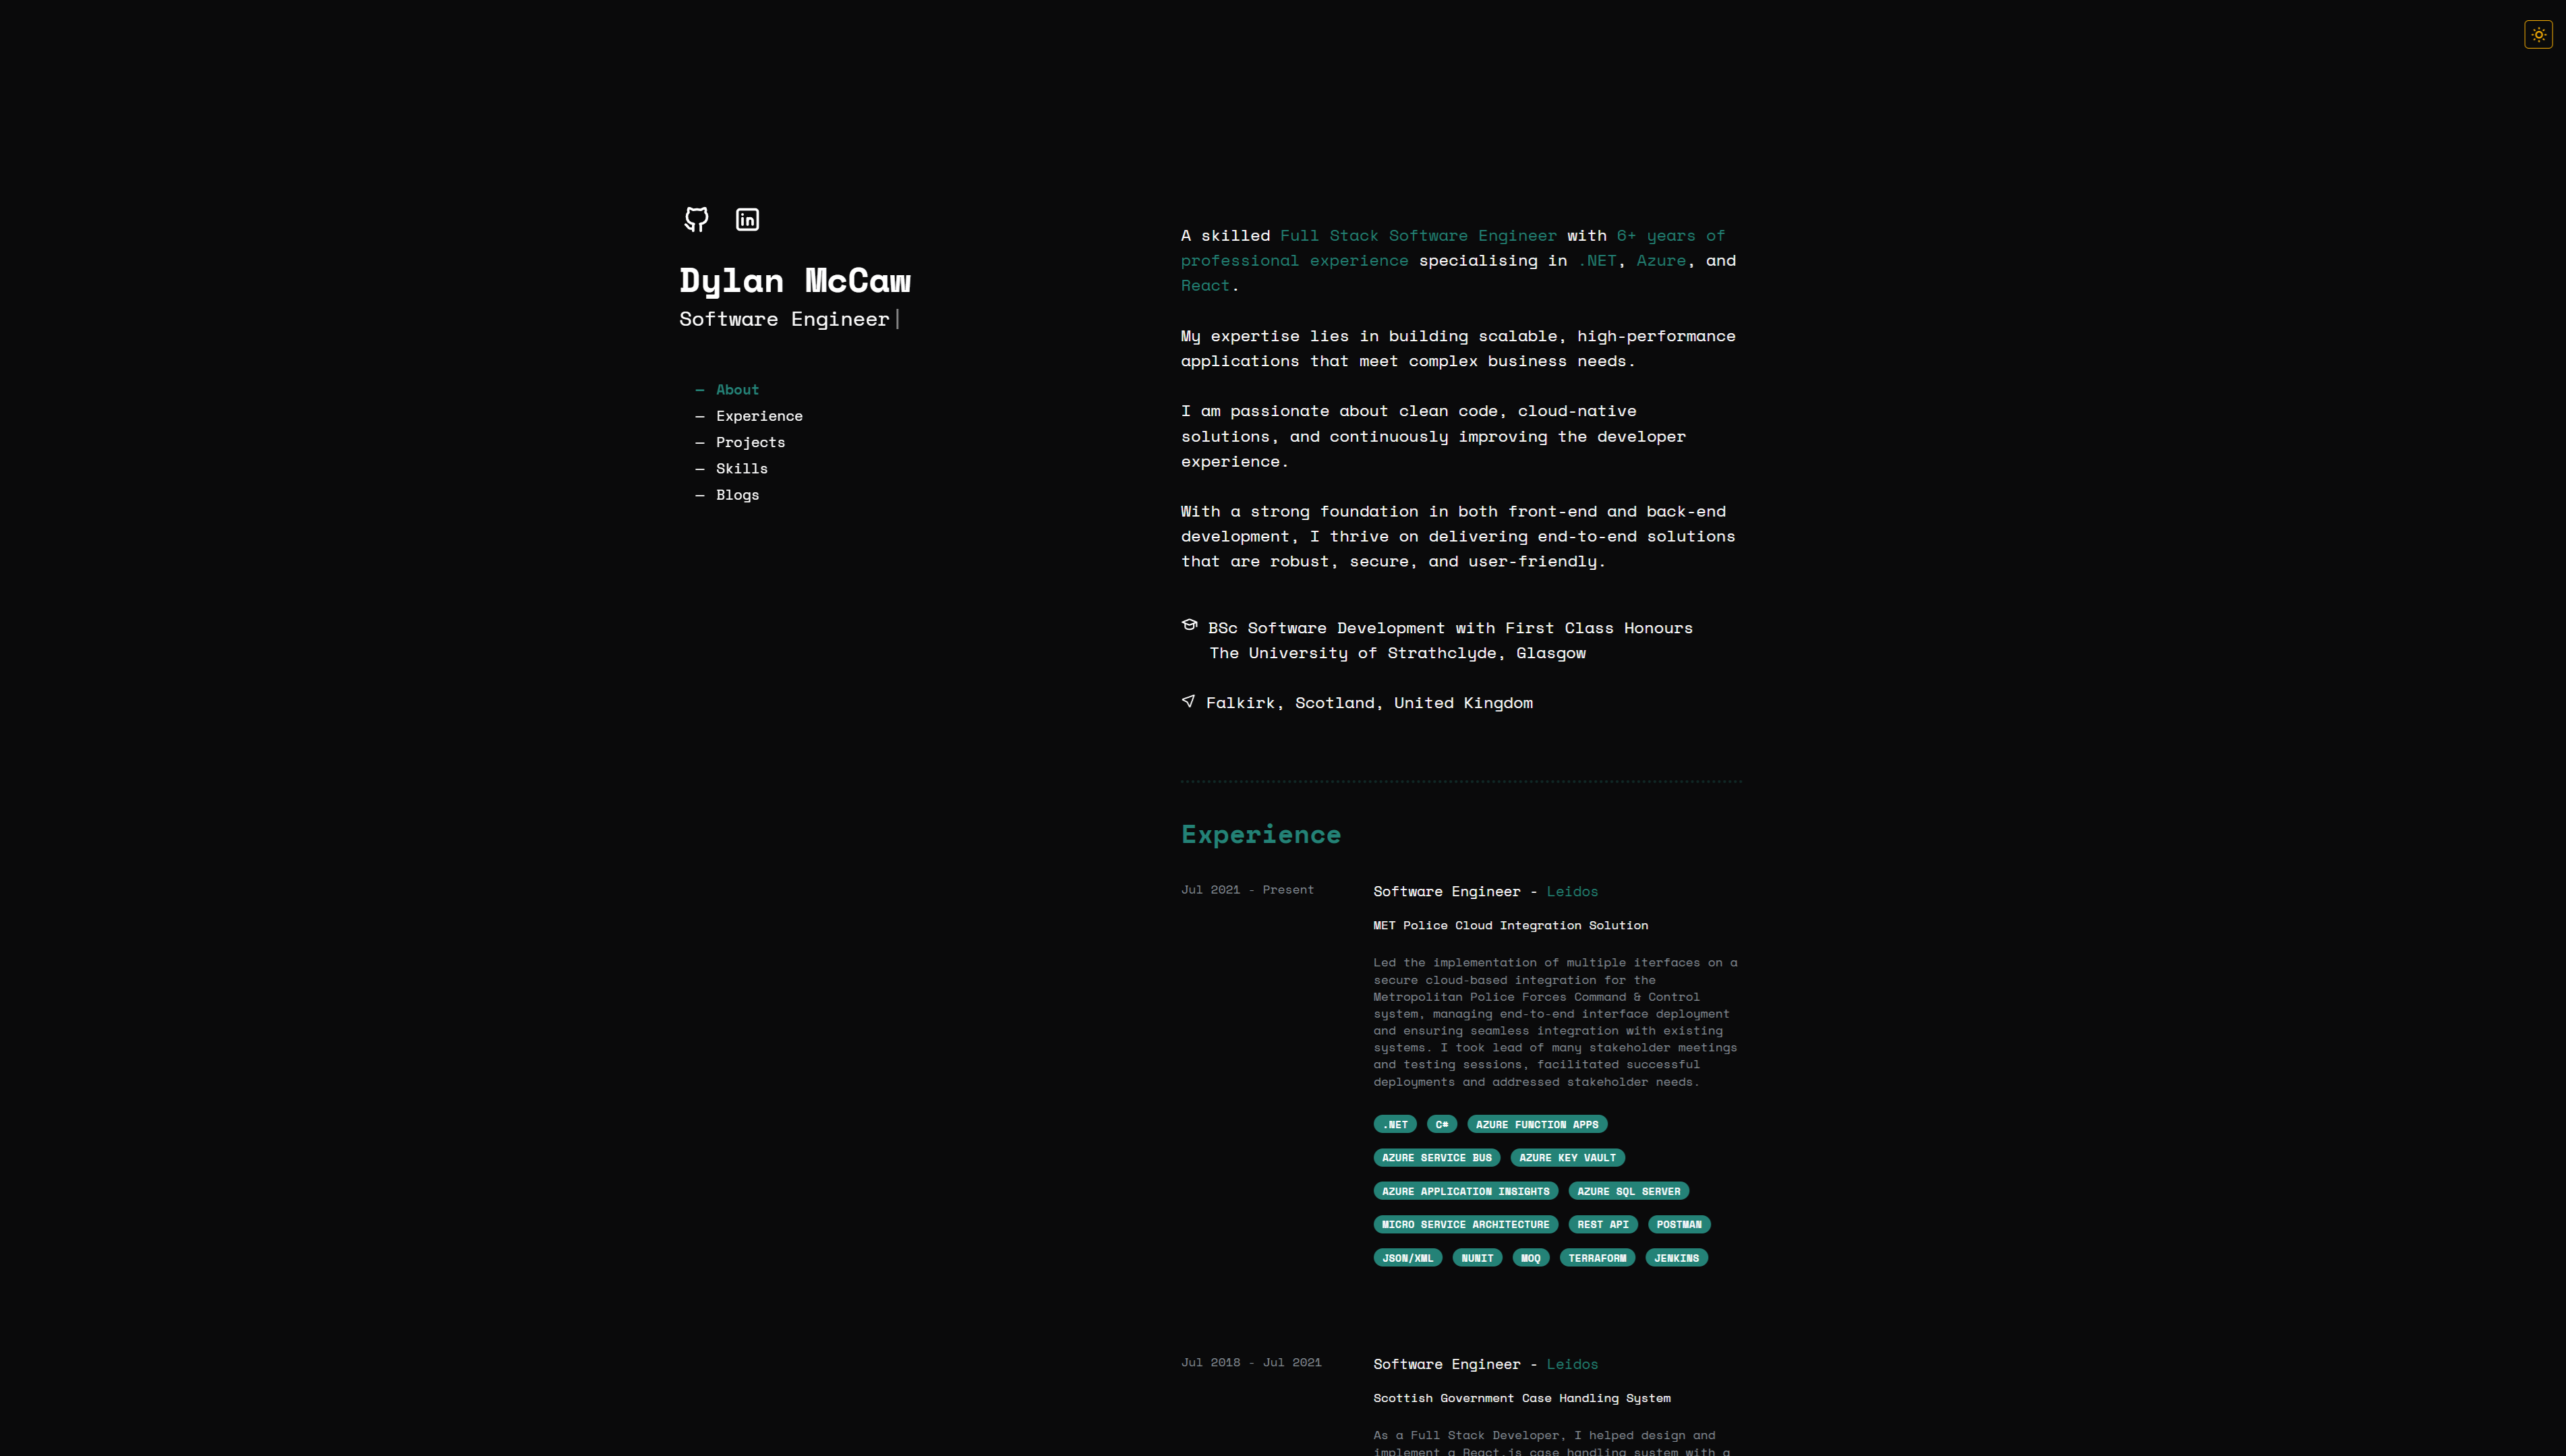 Dylan McCaw
Software Engineer
— About
— Experience
— Projects
— Skills
— Blogs
A skilled Full Stack Software Engineer with 6+ years of
professional experience specialising in .NET, Azure, and
React.
My expertise lies in building scalable, high-performance
applications that meet complex business needs.
I am passionate about clean code, cloud-native
solutions, and continuously improving the developer
experience.
With a strong foundation in both front-end and back-end
development, I thrive on delivering end-to-end solutions
that are robust, secure, and user-friendly.
BSc Software Development with First Class Honours
The University of Strathclyde, Glasgow
Falkirk, Scotland, United Kingdom
Experience
Jul 2021 - Present
Software Engineer - Leidos
MET Police Cloud Integration Solution
Led the implementation of multiple iterfaces on a
secure cloud-based integration for the
Metropolitan Police Forces Command & Control
system, managing end-to-end interface deployment
and ensuring seamless integration with existing
systems. I took lead of many stakeholder meetings
and testing sessions, facilitated successful
deployments and addressed stakeholder needs.
.NET C# AZURE FUNCTION APPS
AZURE SERVICE BUS AZURE KEY VAULT
AZURE APPLICATION INSIGHTS AZURE SQL SERVER
MICRO SERVICE ARCHITECTURE REST API POSTMAN
JSON/XML NUNIT MOQ TERRAFORM JENKINS
Jul 2018 - Jul 2021
Software Engineer - Leidos
Scottish Government Case Handling System
As a Full Stack Developer, I helped design and
implement a React.js case handling system with a